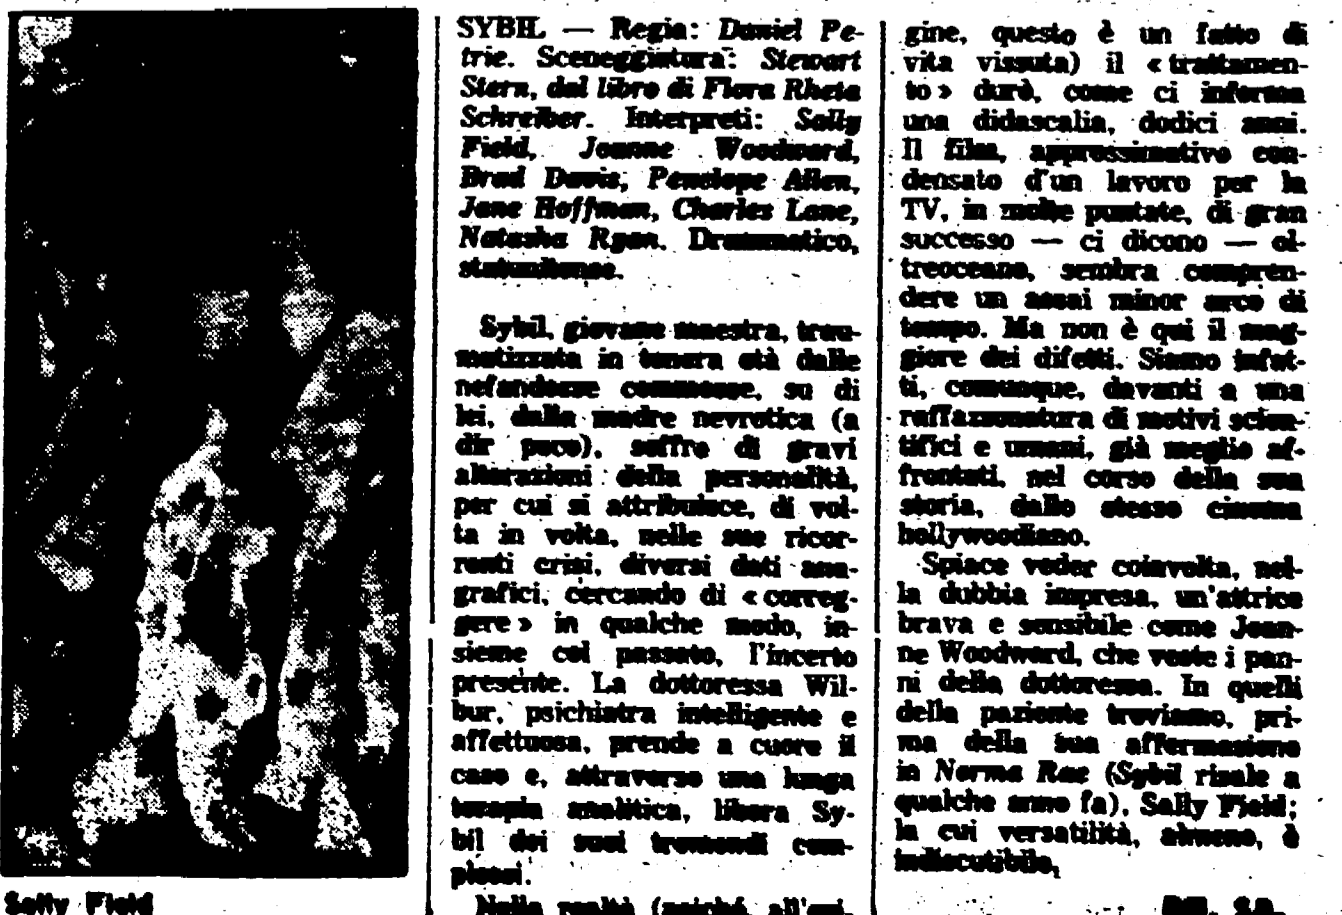 SYBIL — Regia: Daniel Pe-
trie. Sceneggiatura: Stewart
Stern, dal libro di Flora Rheta
Schreiber. Interpreti: Sally
Field, Joanne Woodward,
Brad Davis, Penelope Allen,
Jane Hoffman, Charles Lane,
Natasha Ryan. Drammatico,
statunitense.
Sybil, giovane maestra, trau-
matizzata in tenera età dalle
nefandezze commesse, su di
lei, dalla madre nevrotica (a
dir poco), soffre di gravi
alterazioni della personalità,
per cui si attribuisce, di vol-
ta in volta, nelle sue ricor-
renti crisi, diversi dati ana-
grafici, cercando di « correg-
gere » in qualche modo, in-
sieme col passato, l'incerto
presente. La dottoressa Wil-
bur, psichiatra intelligente e
affettuosa, prende a cuore il
caso e, attraverso una lunga
terapia analitica, libera Sy-
bil dei suoi tremendi com-
plessi.
Nella realtà (poiché, all'ori-
gine, questo è un fatto di
vita vissuta) il « trattamen-
to » durò, come ci informa
una didascalia, dodici anni.
Il film, approssimativo con-
densato d'un lavoro per la
TV, in molte puntate, di gran
successo — ci dicono — ol-
treoceano, sembra compren-
dere un assai minor arco di
tempo. Ma non è qui il mag-
giore dei difetti. Siamo infat-
ti, comunque, davanti a una
raffazzonatura di motivi scien-
tifici e umani, già meglio af-
frontati, nel corso della sua
storia, dallo stesso cinema
hollywoodiano.
Spiace veder coinvolta, nel-
la dubbia impresa, un'attrice
brava e sensibile come Joan-
ne Woodward, che veste i pan-
ni della dottoressa. In quelli
della paziente troviamo, pri-
ma della sua affermazione
in Norma Rae (Sybil risale a
qualche anno fa), Sally Field;
la cui versatilità, almeno, è
indiscutibile.
Sally Field